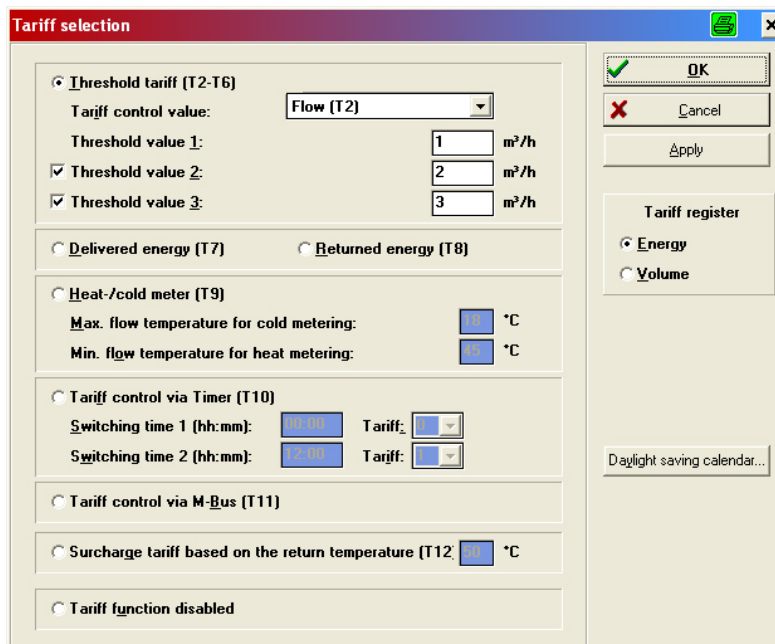 Tariff selection
Threshold tariff (T2-T6)
Tariff control value: Flow (T2)
Threshold value 1: 1 m³/h
Threshold value 2: 2 m³/h
Threshold value 3: 3 m³/h
Delivered energy (T7) Returned energy (T8)
Heat-/cold meter (T9)
Max. flow temperature for cold metering: 18 °C
Min. flow temperature for heat metering: 45 °C
Tariff control via Timer (T10)
Switching time 1 (hh:mm): 00:00 Tariff: 0
Switching time 2 (hh:mm): 12:00 Tariff: 1
Tariff control via M-Bus (T11)
Surcharge tariff based on the return temperature (T12) 50 °C
Tariff function disabled
OK
Cancel
Apply
Tariff register
Energy
Volume
Daylight saving calendar...